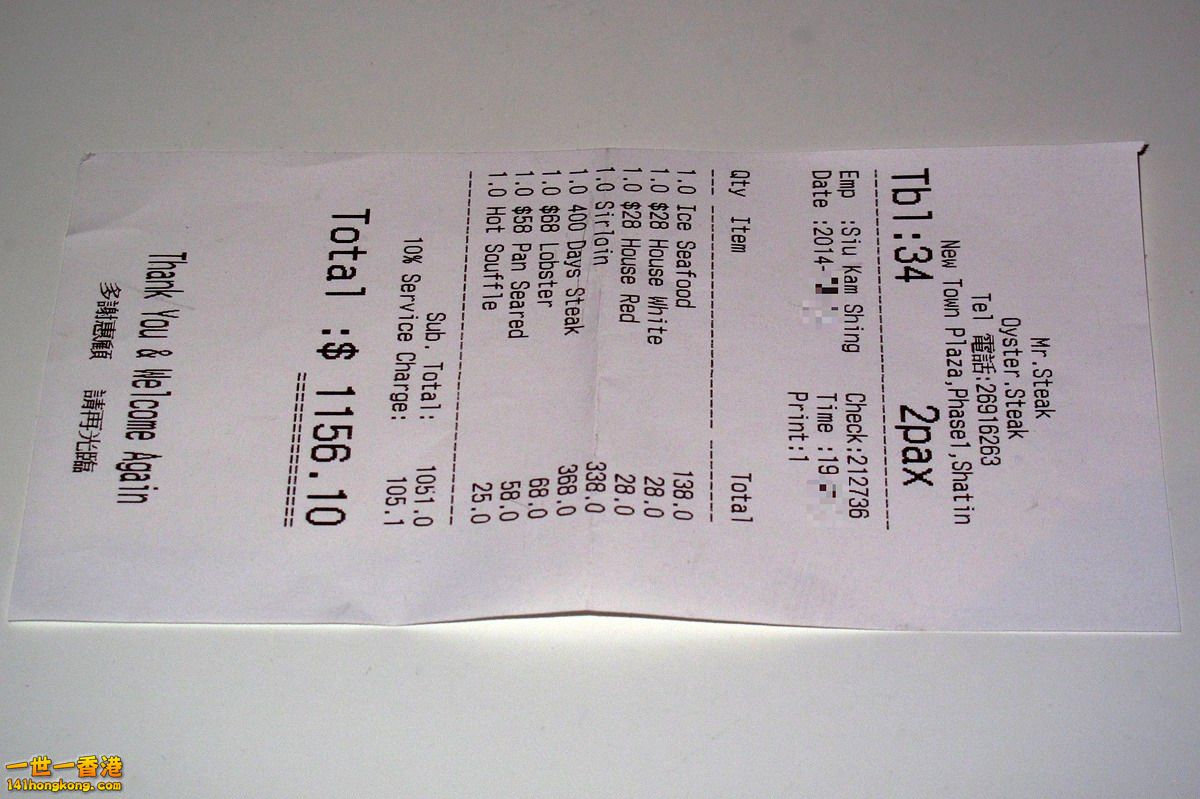 Mr.Steak
Oyster.Steak
Tel 電話:26916263
New Town Plaza,Phase1,Shatin
Tbl:34 2pax
Emp :Siu Kam Shing Check:212736
Date :2014- Time :19
Print:1
Qty Item Total
1.0 Ice Seafood 138.0
1.0 $28 House White 28.0
1.0 $28 House Red 28.0
1.0 Sirloin 338.0
1.0 400 Days Steak 368.0
1.0 $68 Lobster 68.0
1.0 $58 Pan Seared 58.0
1.0 Hot Souffle 25.0
Sub. Total: 1051.0
10% Service Charge: 105.1
Total :$ 1156.10
Thank You & Welcome Again
多謝惠顧 請再光臨
一世一香港
141hongkong.com